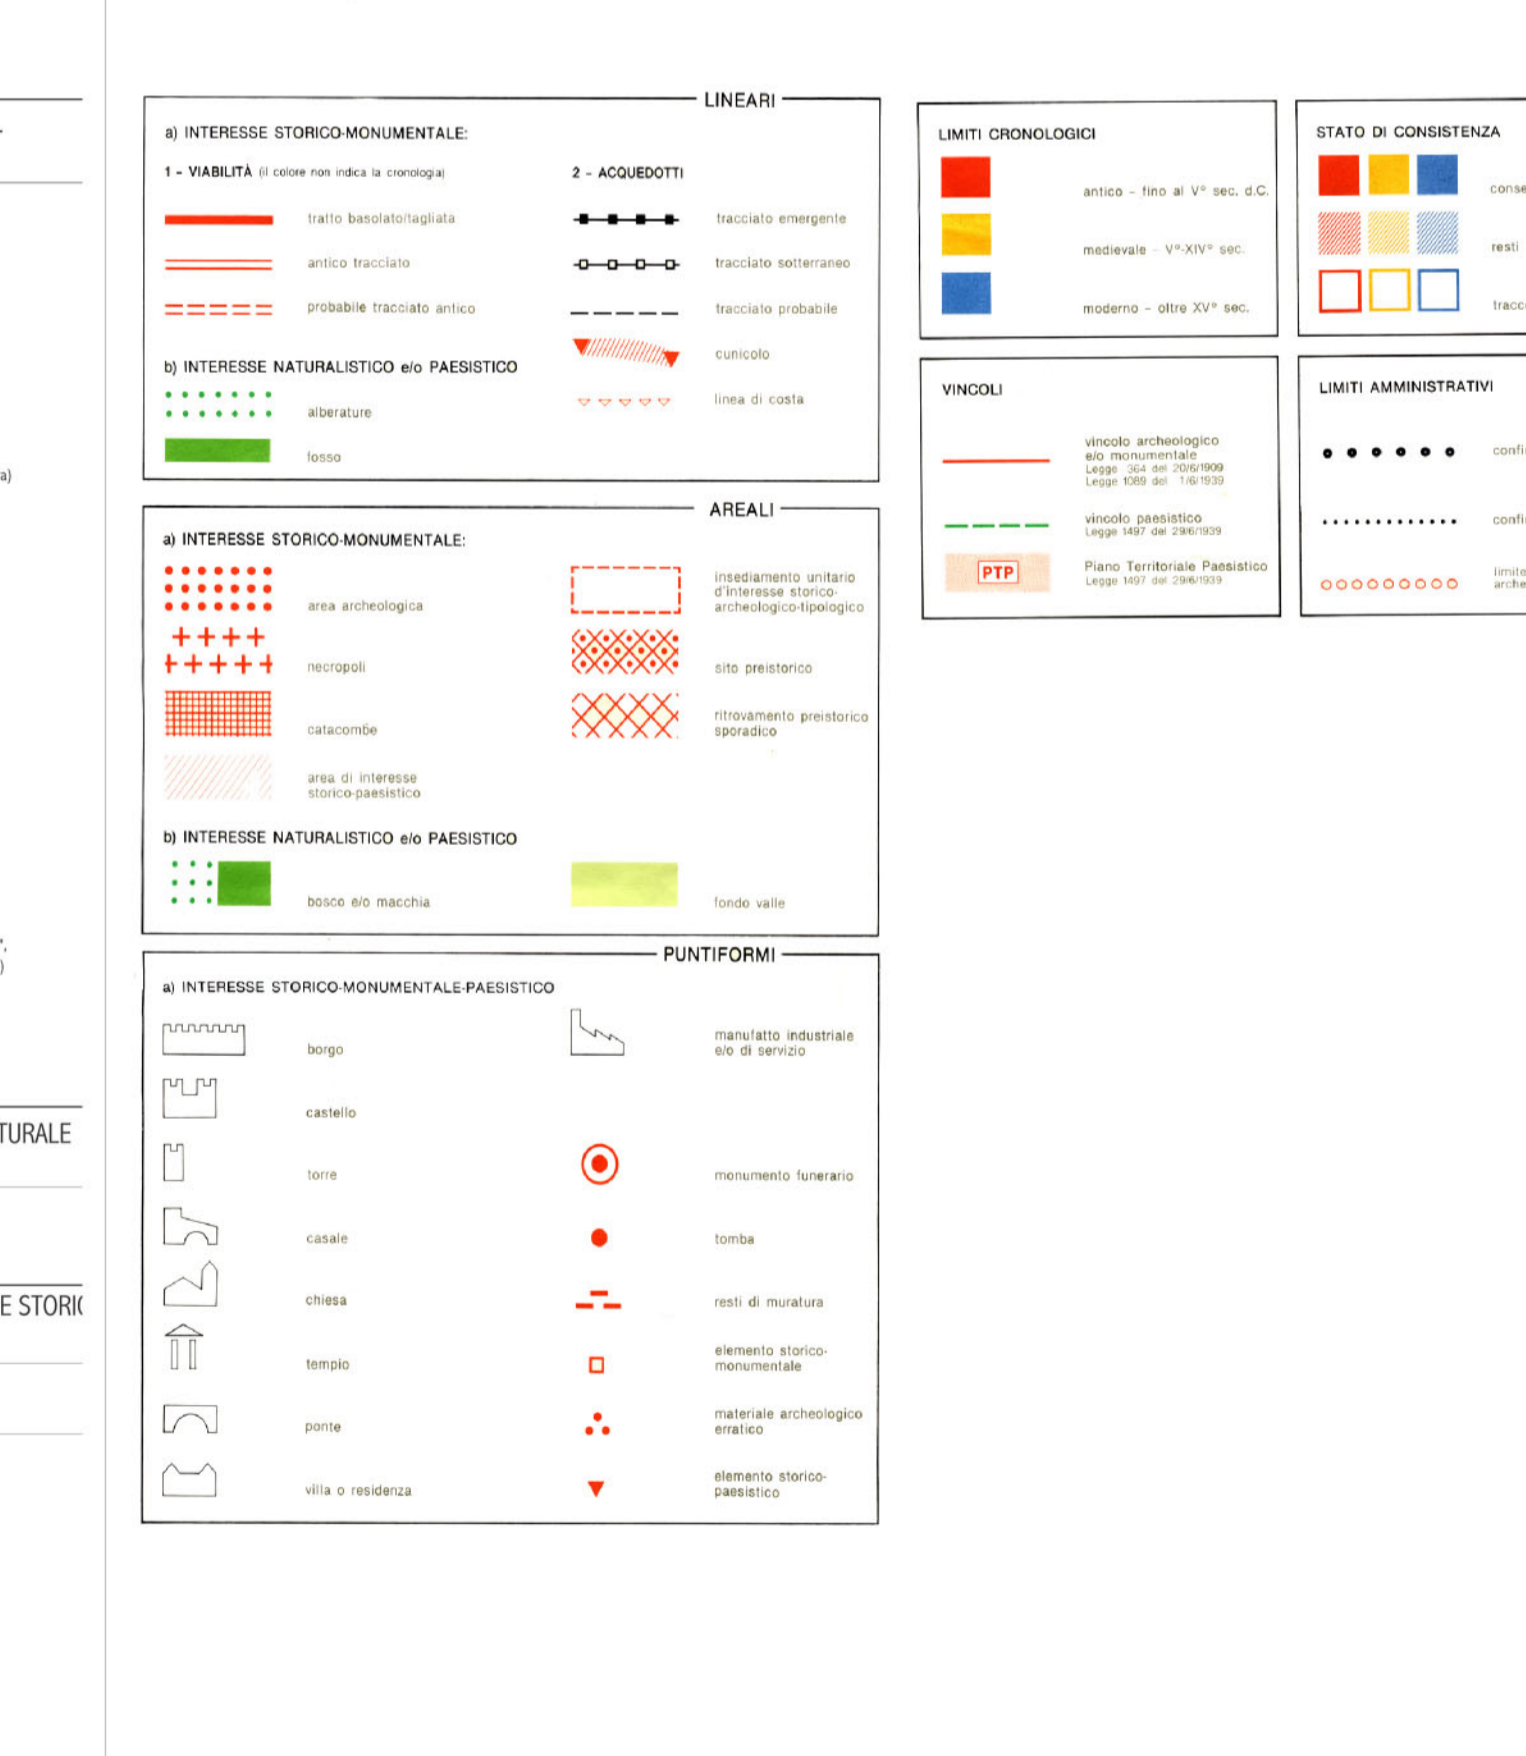 a)
",
)
TURALE
E STORI
LINEARI
a) INTERESSE STORICO-MONUMENTALE:
1 - VIABILITÀ (il colore non indica la cronologia)
tratto basolato/tagliata
antico tracciato
probabile tracciato antico
2 - ACQUEDOTTI
tracciato emergente
tracciato sotterraneo
tracciato probabile
cunicolo
linea di costa
b) INTERESSE NATURALISTICO e/o PAESISTICO
alberature
fosso
AREALI
a) INTERESSE STORICO-MONUMENTALE:
area archeologica
necropoli
catacombe
area di interesse
storico-paesistico
insediamento unitario
d'interesse storico-
archeologico-tipologico
sito preistorico
ritrovamento preistorico
sporadico
b) INTERESSE NATURALISTICO e/o PAESISTICO
bosco e/o macchia
fondo valle
PUNTIFORMI
a) INTERESSE STORICO-MONUMENTALE-PAESISTICO
borgo
castello
torre
casale
chiesa
tempio
ponte
villa o residenza
manufatto industriale
e/o di servizio
monumento funerario
tomba
resti di muratura
elemento storico-
monumentale
materiale archeologico
erratico
elemento storico-
paesistico
LIMITI CRONOLOGICI
antico - fino al V° sec. d.C.
medievale - V°-XIV° sec.
moderno - oltre XV° sec.
STATO DI CONSISTENZA
conse
resti
tracc
VINCOLI
vincolo archeologico
e/o monumentale
Legge 364 del 20/6/1909
Legge 1089 del 1/6/1939
vincolo paesistico
Legge 1497 del 29/6/1939
PTP
Piano Territoriale Paesistico
Legge 1497 del 29/6/1939
LIMITI AMMINISTRATIVI
confi
confi
limite
arche